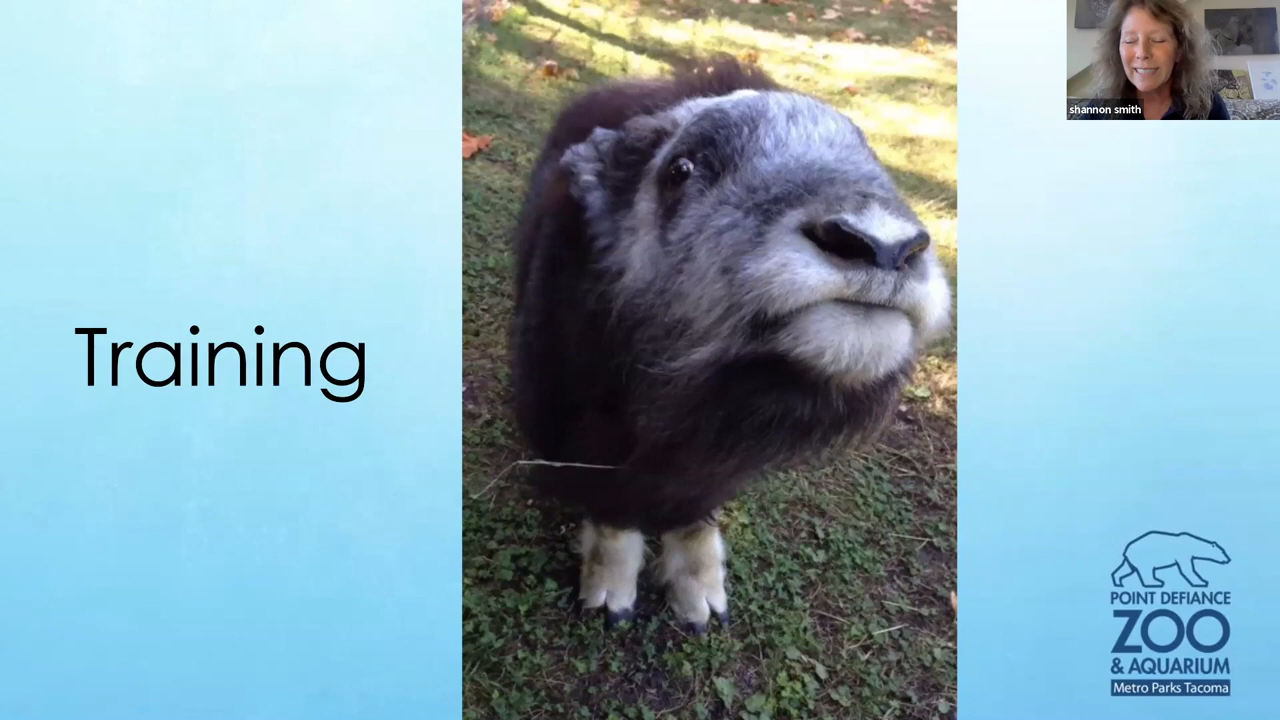 shannon smith
Training
POINT DEFIANCE
ZOO
& AQUARIUM
Metro Parks Tacoma